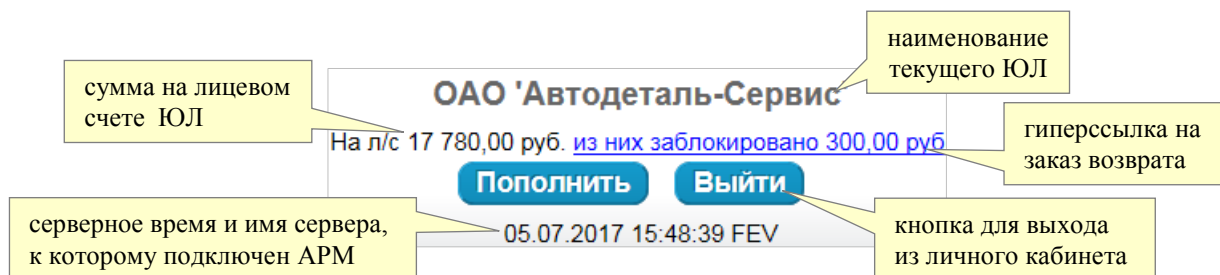 наименование
текущего ЮЛ
сумма на лицевом
счете ЮЛ
ОАО 'Автодеталь-Сервис'
На л/с 17 780,00 руб. из них заблокировано 300,00 руб
гиперссылка на
заказ возврата
Пополнить Выйти
серверное время и имя сервера,
к которому подключен АРМ
05.07.2017 15:48:39 FEV
кнопка для выхода
из личного кабинета